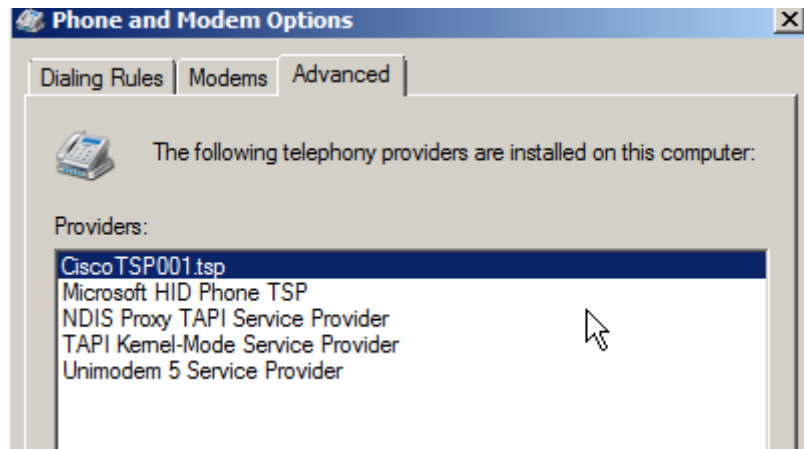 Phone and Modem Options
Dialing Rules Modems Advanced
The following telephony providers are installed on this computer:
Providers:
CiscoTSP001.tsp
Microsoft HID Phone TSP
NDIS Proxy TAPI Service Provider
TAPI Kernel-Mode Service Provider
Unimodem 5 Service Provider